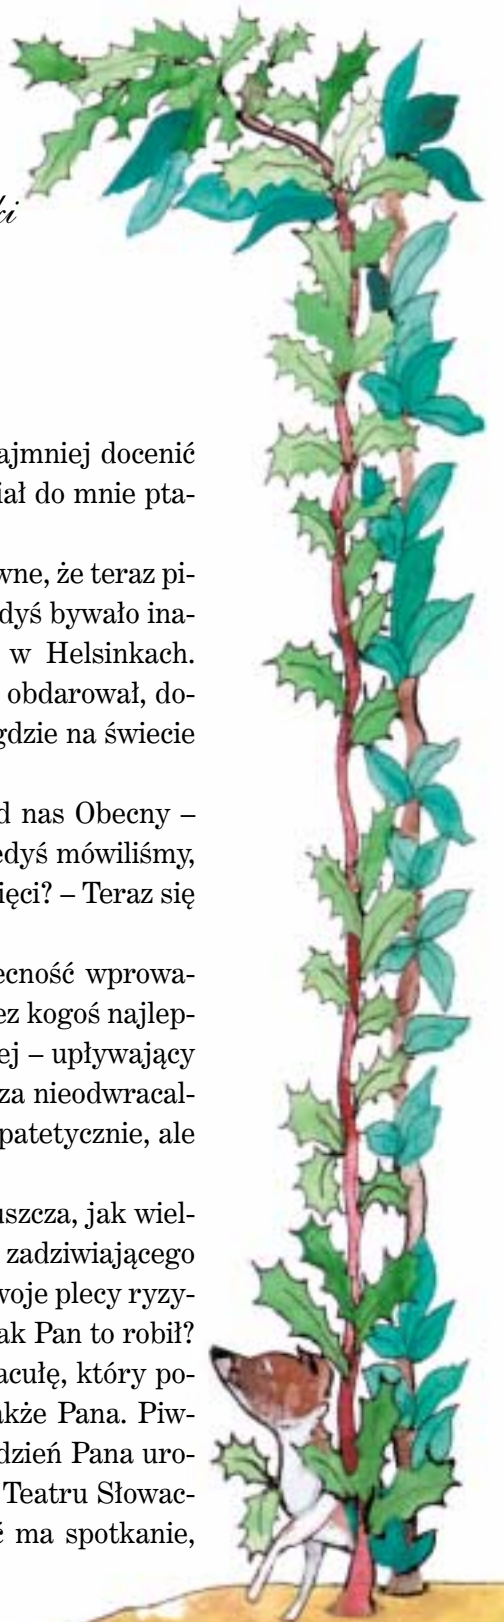 ki
ajmniej docenić
iał do mnie pta-
wne, że teraz pi-
dyś bywało ina-
w Helsinkach.
obdarował, do-
gdzie na świecie
d nas Obecny –
edyś mówiliśmy,
ięci? – Teraz się
ecność wprowa-
ez kogoś najlep-
ej – upływający
za nieodwracal-
patetycznie, ale
uszcza, jak wiel-
zadziwiającego
woje plecy ryzy-
ak Pan to robił?
acułę, który po-
akże Pana. Piw-
dzień Pana uro-
Teatru Słowac-
ć ma spotkanie,